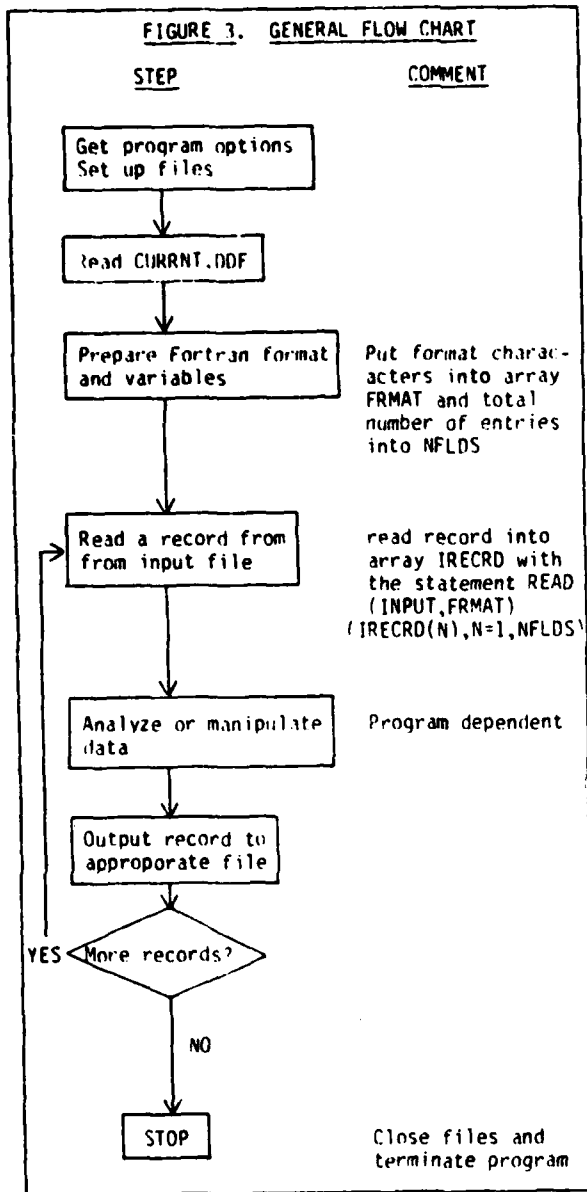 FIGURE 3. GENERAL FLOW CHART
STEP COMMENT
Get program options
Set up files
Read CURRNT.DDF
Prepare Fortran format
and variables
Put format charac-
acters into array
FRMAT and total
number of entries
into NFLDS
Read a record from
from input file
read record into
array IRECRD with
the statement READ
(INPUT,FRMAT)
(IRECRD(N),N=1,NFLDS)
Analyze or manipulate
data
Program dependent
Output record to
approporate file
YES More records?
NO
STOP
Close files and
terminate program